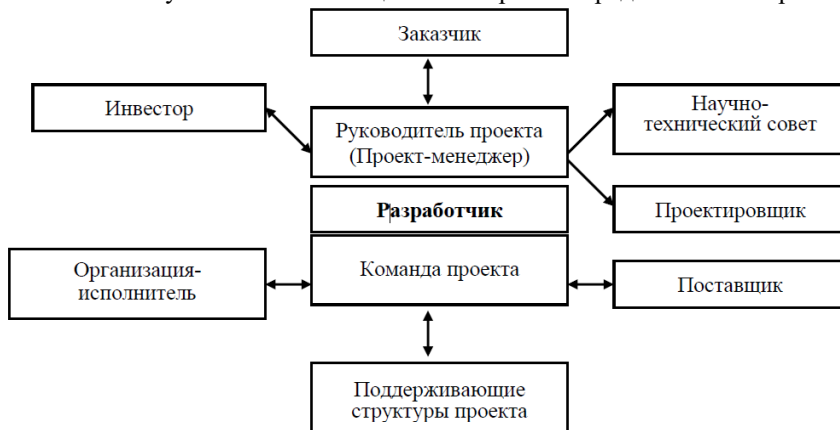 Заказчик
Инвестор
Руководитель проекта
(Проект-менеджер)
Научно-
технический совет
Разработчик
Проектировщик
Организация-
исполнитель
Команда проекта
Поставщик
Поддерживающие
структуры проекта